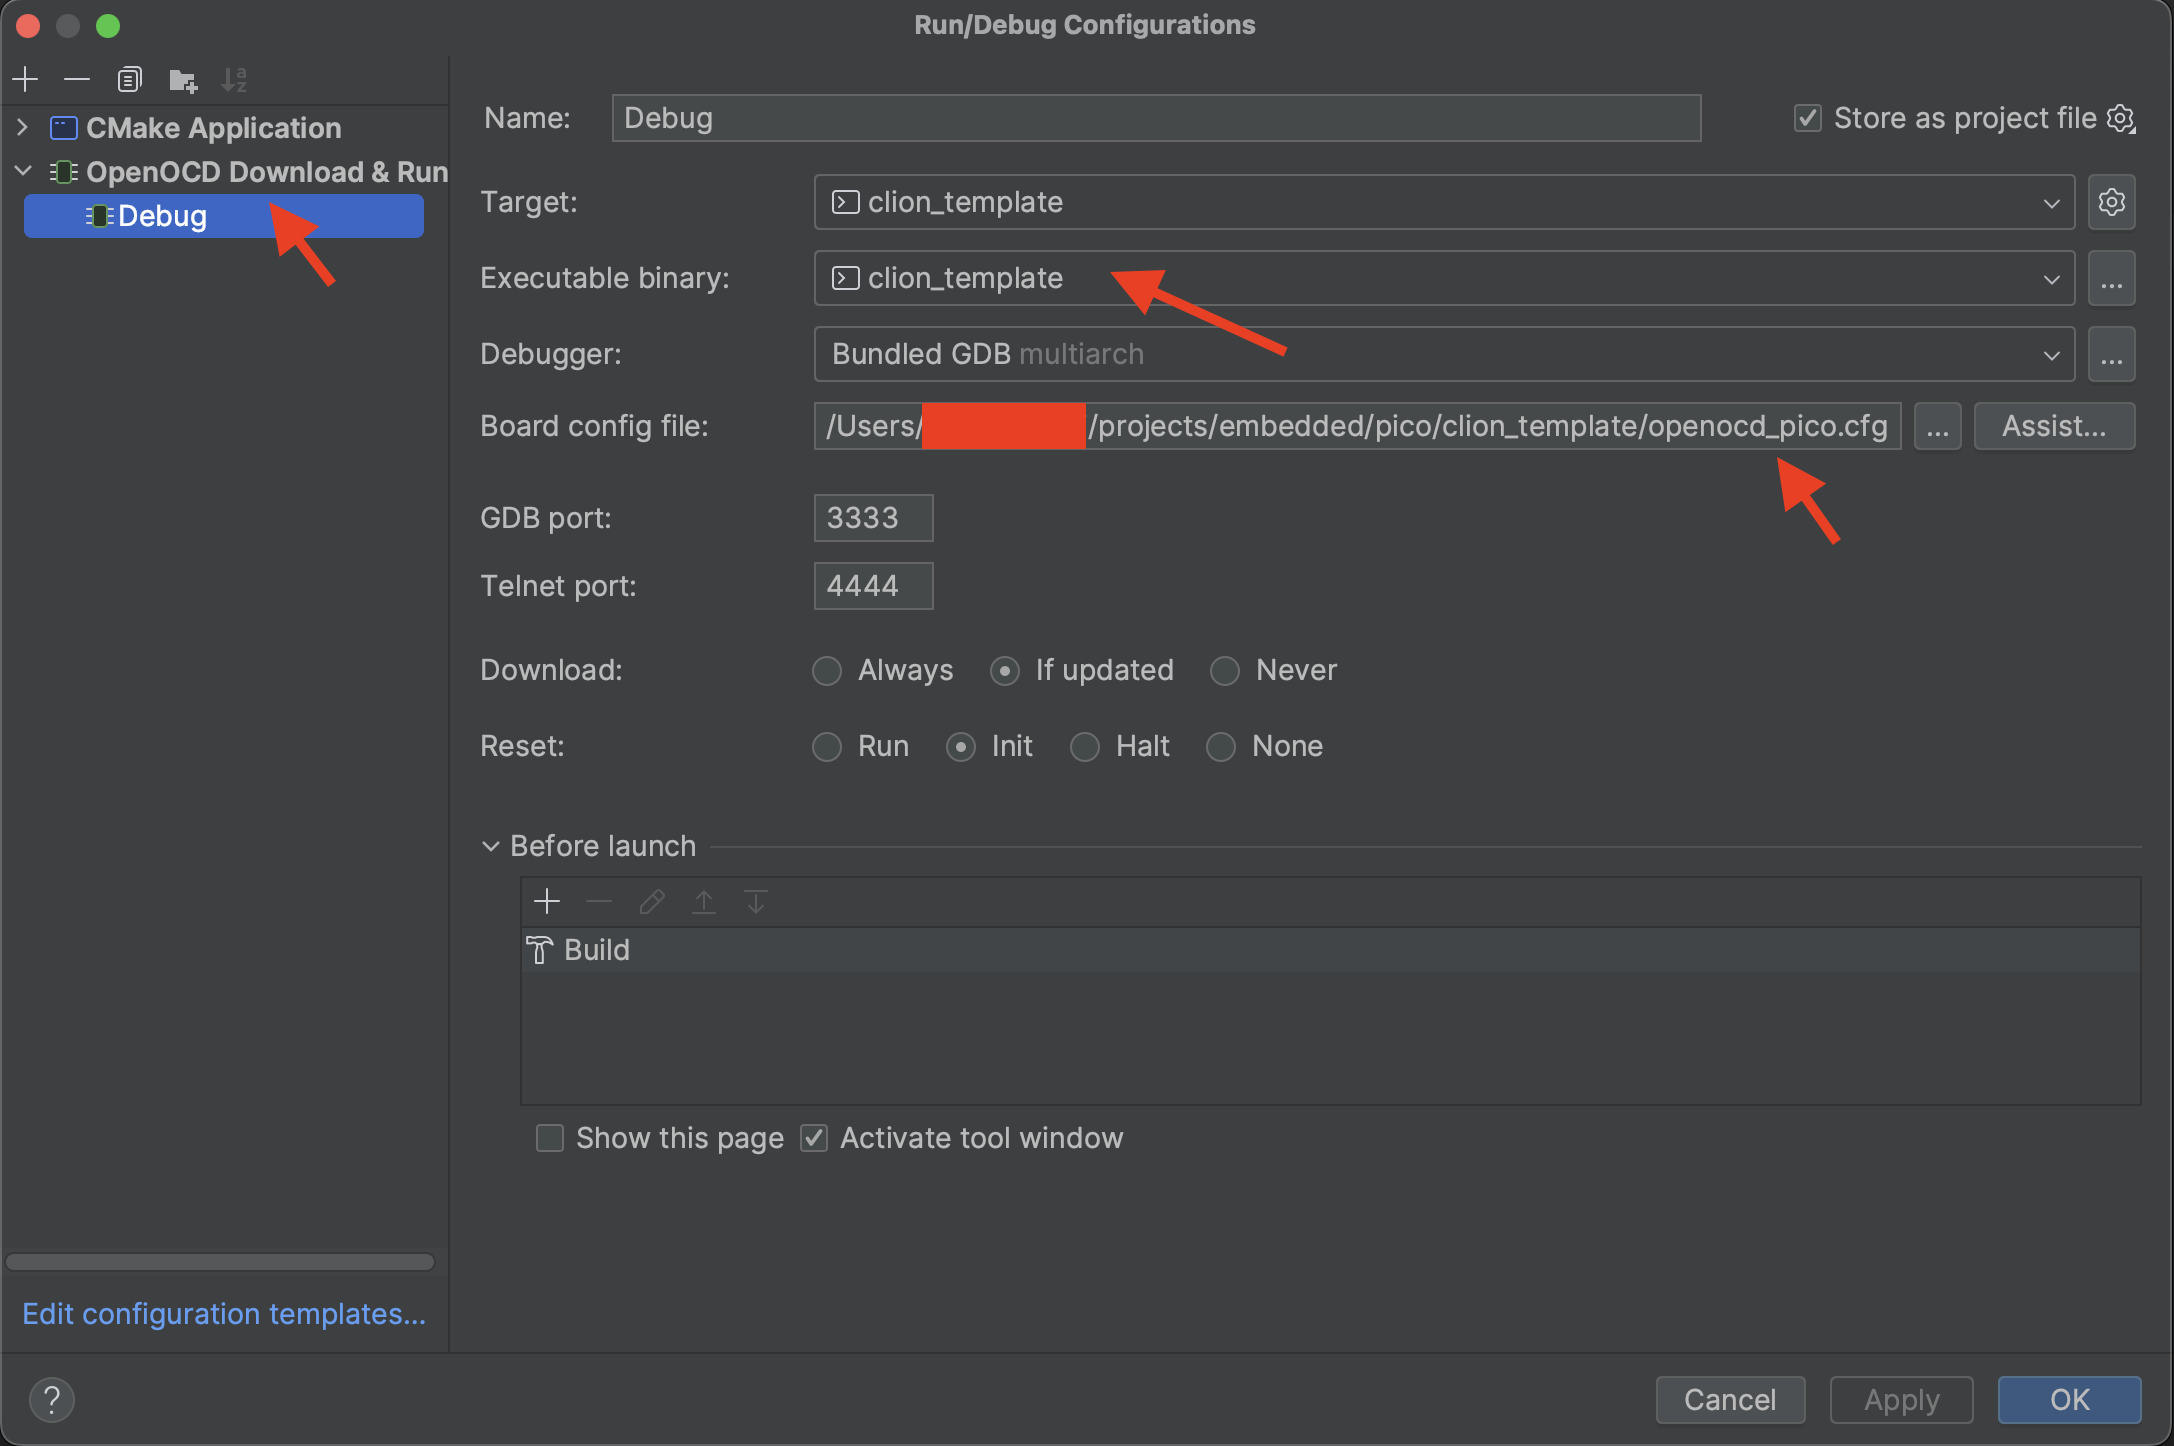 Run/Debug Configurations
CMake Application
OpenOCD Download & Run
Debug
Edit configuration templates...
Name: Debug Store as project file
Target: clion_template
Executable binary: clion_template ...
Debugger: Bundled GDB multiarch ...
Board config file: /Users/ /projects/embedded/pico/clion_template/openocd_pico.cfg ... Assist...
GDB port: 3333
Telnet port: 4444
Download: Always If updated Never
Reset: Run Init Halt None
Before launch
Build
Show this page Activate tool window
? Cancel Apply OK